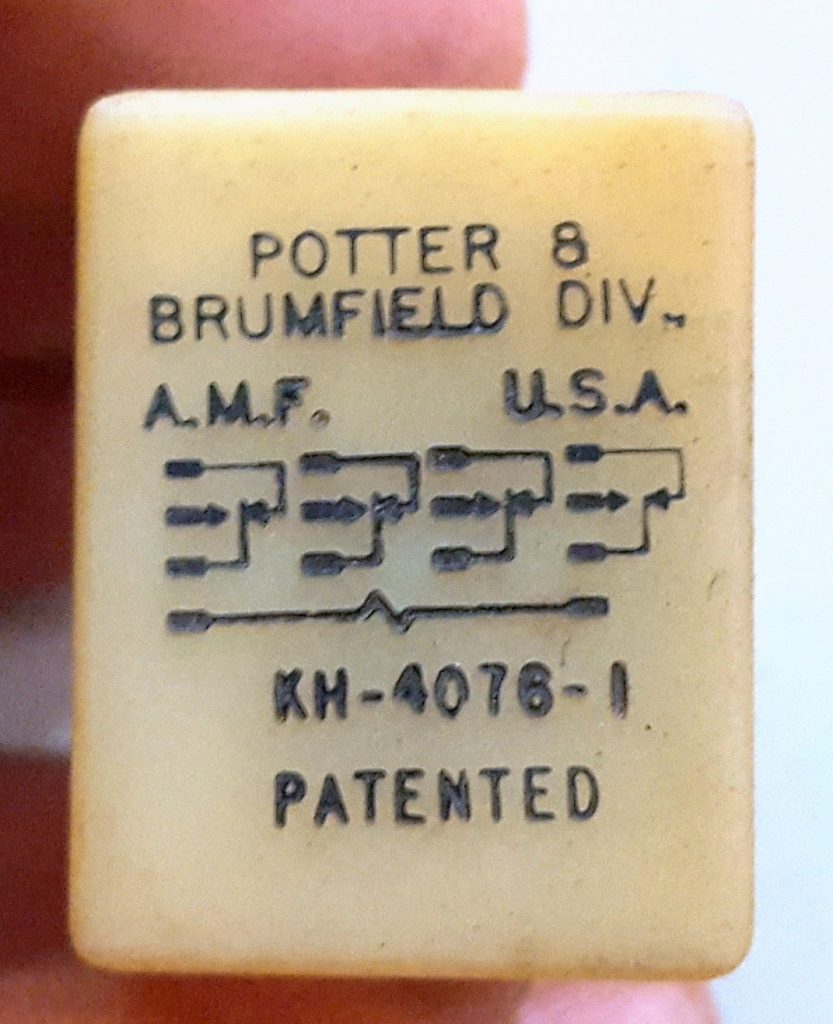 POTTER &
BRUMFIELD DIV.
A.M.F. U.S.A.
KH-4076-1
PATENTED